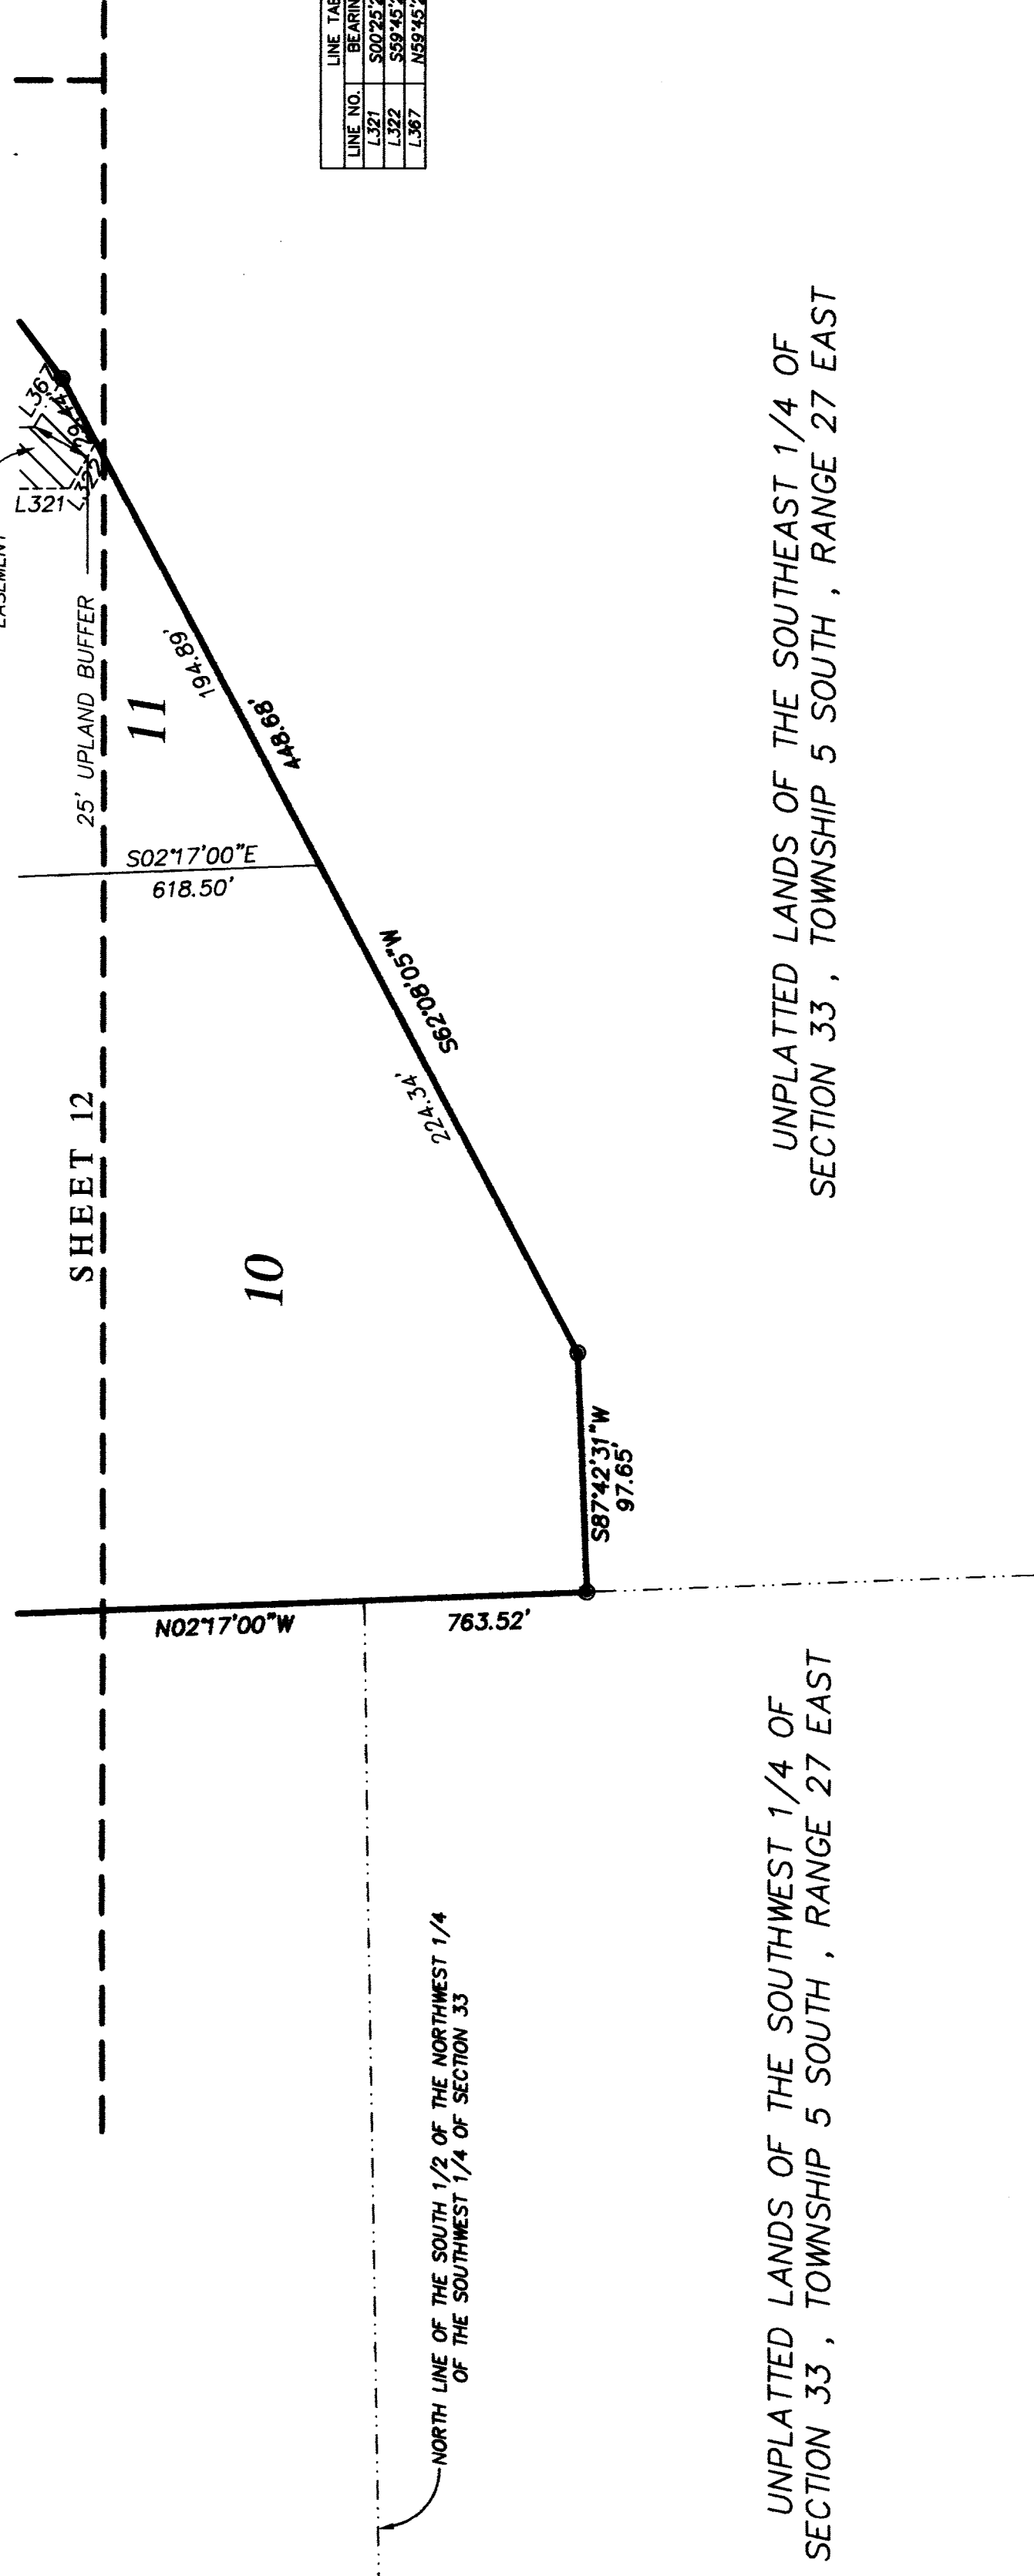 LINE TAB
LINE NO. BEARIN
L321 S00°25'
L322 S59°45'
L367 N59°45'
EASEMENT
L367
L321
L322
25' UPLAND BUFFER
11
194.89'
448.68'
S02°17'00"E
618.50'
S62°08'05"W
224.34'
SHEET 12
10
S87°42'31"W
97.65'
N02°17'00"W
763.52'
NORTH LINE OF THE SOUTH 1/2 OF THE NORTHWEST 1/4
OF THE SOUTHWEST 1/4 OF SECTION 33
UNPLATTED LANDS OF THE SOUTHEAST 1/4 OF
SECTION 33 , TOWNSHIP 5 SOUTH , RANGE 27 EAST
UNPLATTED LANDS OF THE SOUTHWEST 1/4 OF
SECTION 33 , TOWNSHIP 5 SOUTH , RANGE 27 EAST